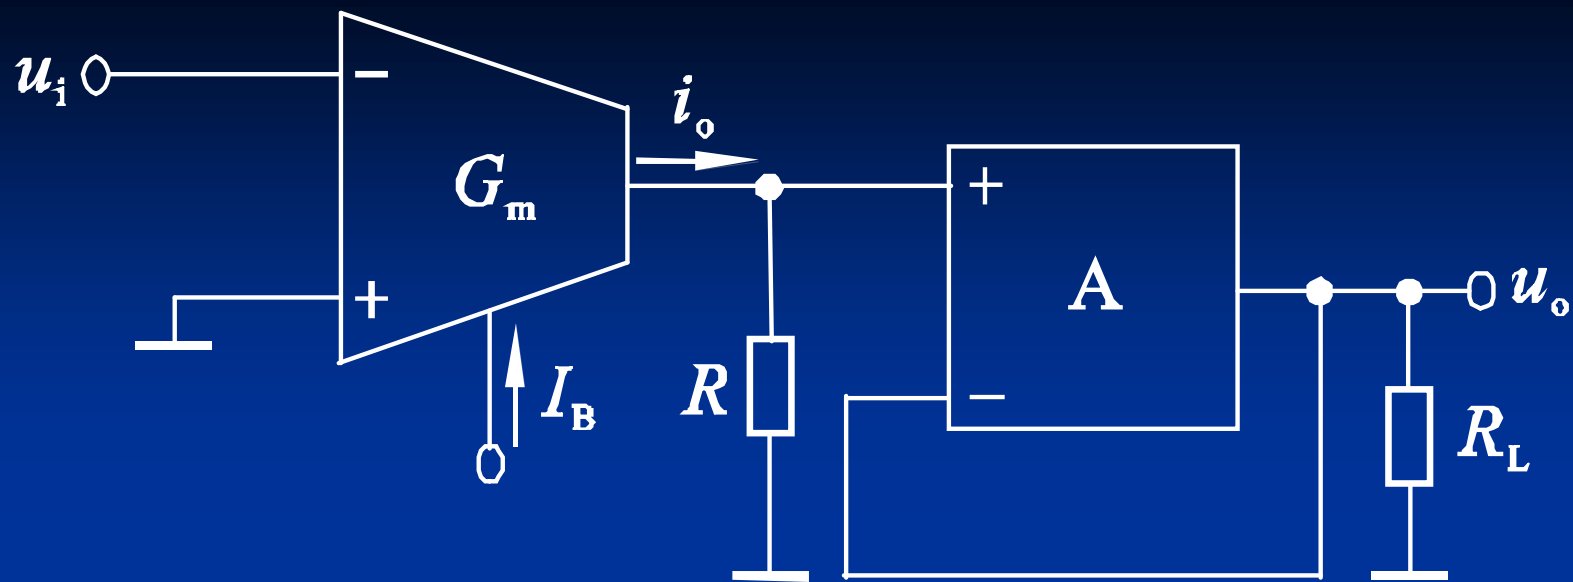 u_i
−
i_o
G_m
+
+
A
u_o
I_B
R
−
R_L